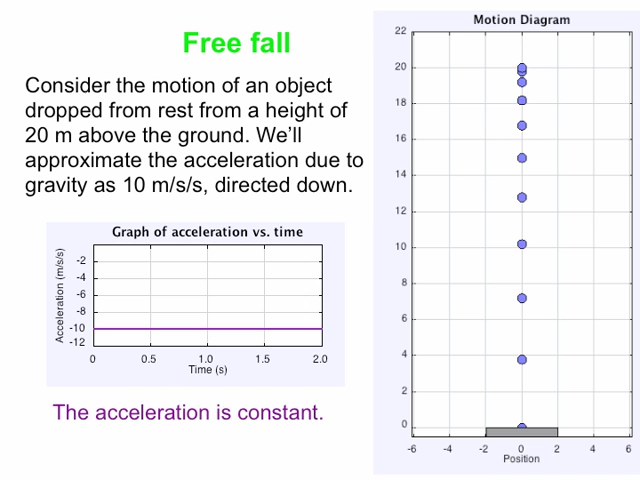 Free fall
Consider the motion of an object
dropped from rest from a height of
20 m above the ground. We'll
approximate the acceleration due to
gravity as 10 m/s/s, directed down.
Graph of acceleration vs. time
Acceleration (m/s/s)
-2
-4
-6
-8
-10
-12
0 0.5 1.0 1.5 2.0
Time (s)
The acceleration is constant.
Motion Diagram
22
20
18
16
14
12
10
8
6
4
2
0
-6 -4 -2 0 2 4 6
Position